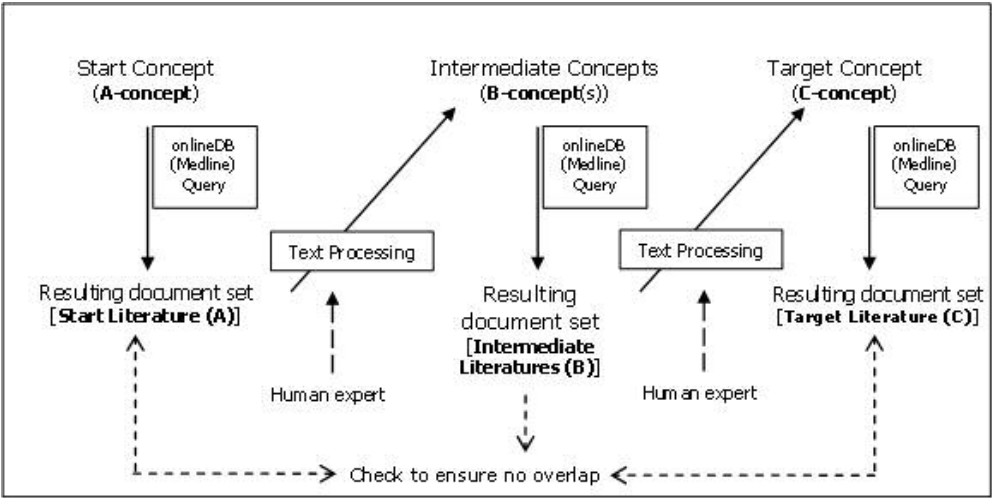 Start Concept
(A-concept)
Intermediate Concepts
(B-concept(s))
Target Concept
(C-concept)
onlineDB
(Medline)
Query
onlineDB
(Medline)
Query
onlineDB
(Medline)
Query
Text Processing
Text Processing
Resulting document set
[Start Literature (A)]
Resulting
document set
[Intermediate
Literatures (B)]
Resulting document set
[Target Literature (C)]
Human expert
Human expert
Check to ensure no overlap